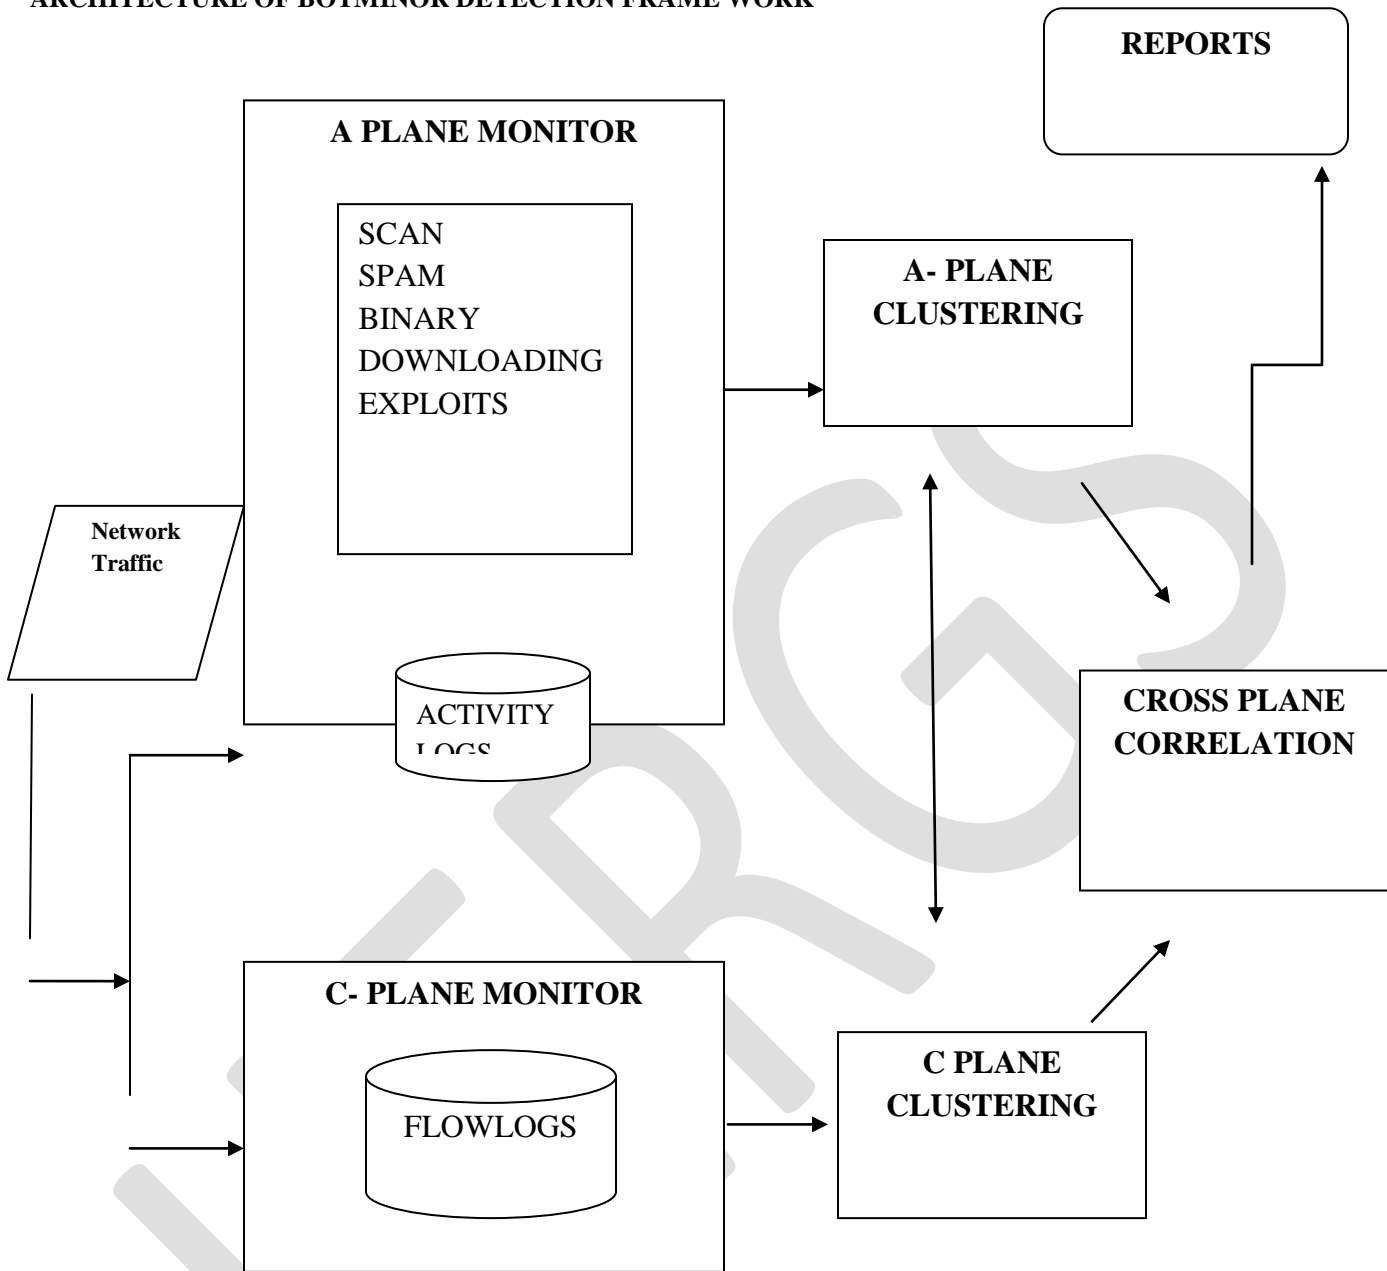 ARCHITECTURE OF BOTMINOR DETECTION FRAME WORK
REPORTS
A PLANE MONITOR
SCAN
SPAM
BINARY
DOWNLOADING
EXPLOITS
A- PLANE
CLUSTERING
Network
Traffic
ACTIVITY
LOGS
CROSS PLANE
CORRELATION
C- PLANE MONITOR
FLOWLOGS
C PLANE
CLUSTERING